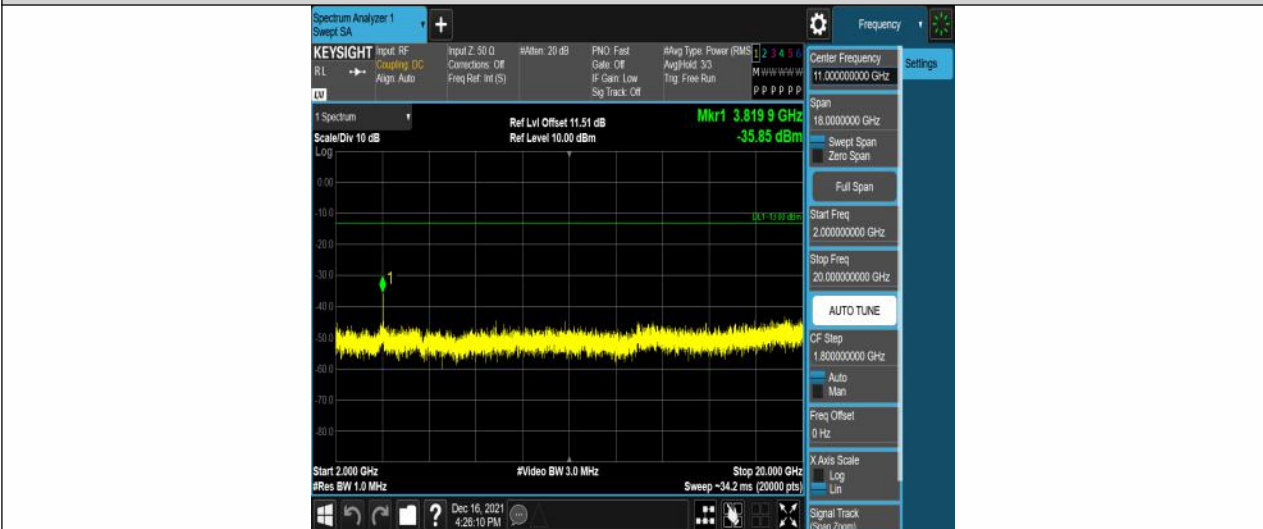 Spectrum Analyzer 1
Swept SA
+
Frequency
KEYSIGHT
RL
LV
Input: RF
Coupling: DC
Align: Auto
Input Z: 50 Ω
Corrections: Off
Freq Ref: Int (S)
#Atten: 20 dB
PNO: Fast
Gate: Off
IF Gain: Low
Sig Track: Off
#Avg Type: Power (RMS
Avg|Hold: 3/3
Trig: Free Run
1 2 3 4 5 6
M W W W W W
P P P P P P
1 Spectrum
Scale/Div 10 dB
Ref Lvl Offset 11.51 dB
Ref Level 10.00 dBm
Mkr1 3.819 9 GHz
-35.85 dBm
Log
0.00
-10.0
DL1 -13.00 dBm
-20.0
-30.0
1
-40.0
-50.0
-60.0
-70.0
-80.0
Start 2.000 GHz
#Res BW 1.0 MHz
#Video BW 3.0 MHz
Stop 20.000 GHz
Sweep ~34.2 ms (20000 pts)
?
Dec 16, 2021
4:26:10 PM
Center Frequency
11.000000000 GHz
Settings
Span
18.0000000 GHz
Swept Span
Zero Span
Full Span
Start Freq
2.000000000 GHz
Stop Freq
20.000000000 GHz
AUTO TUNE
CF Step
1.800000000 GHz
Auto
Man
Freq Offset
0 Hz
X Axis Scale
Log
Lin
Signal Track
(Span Zoom)